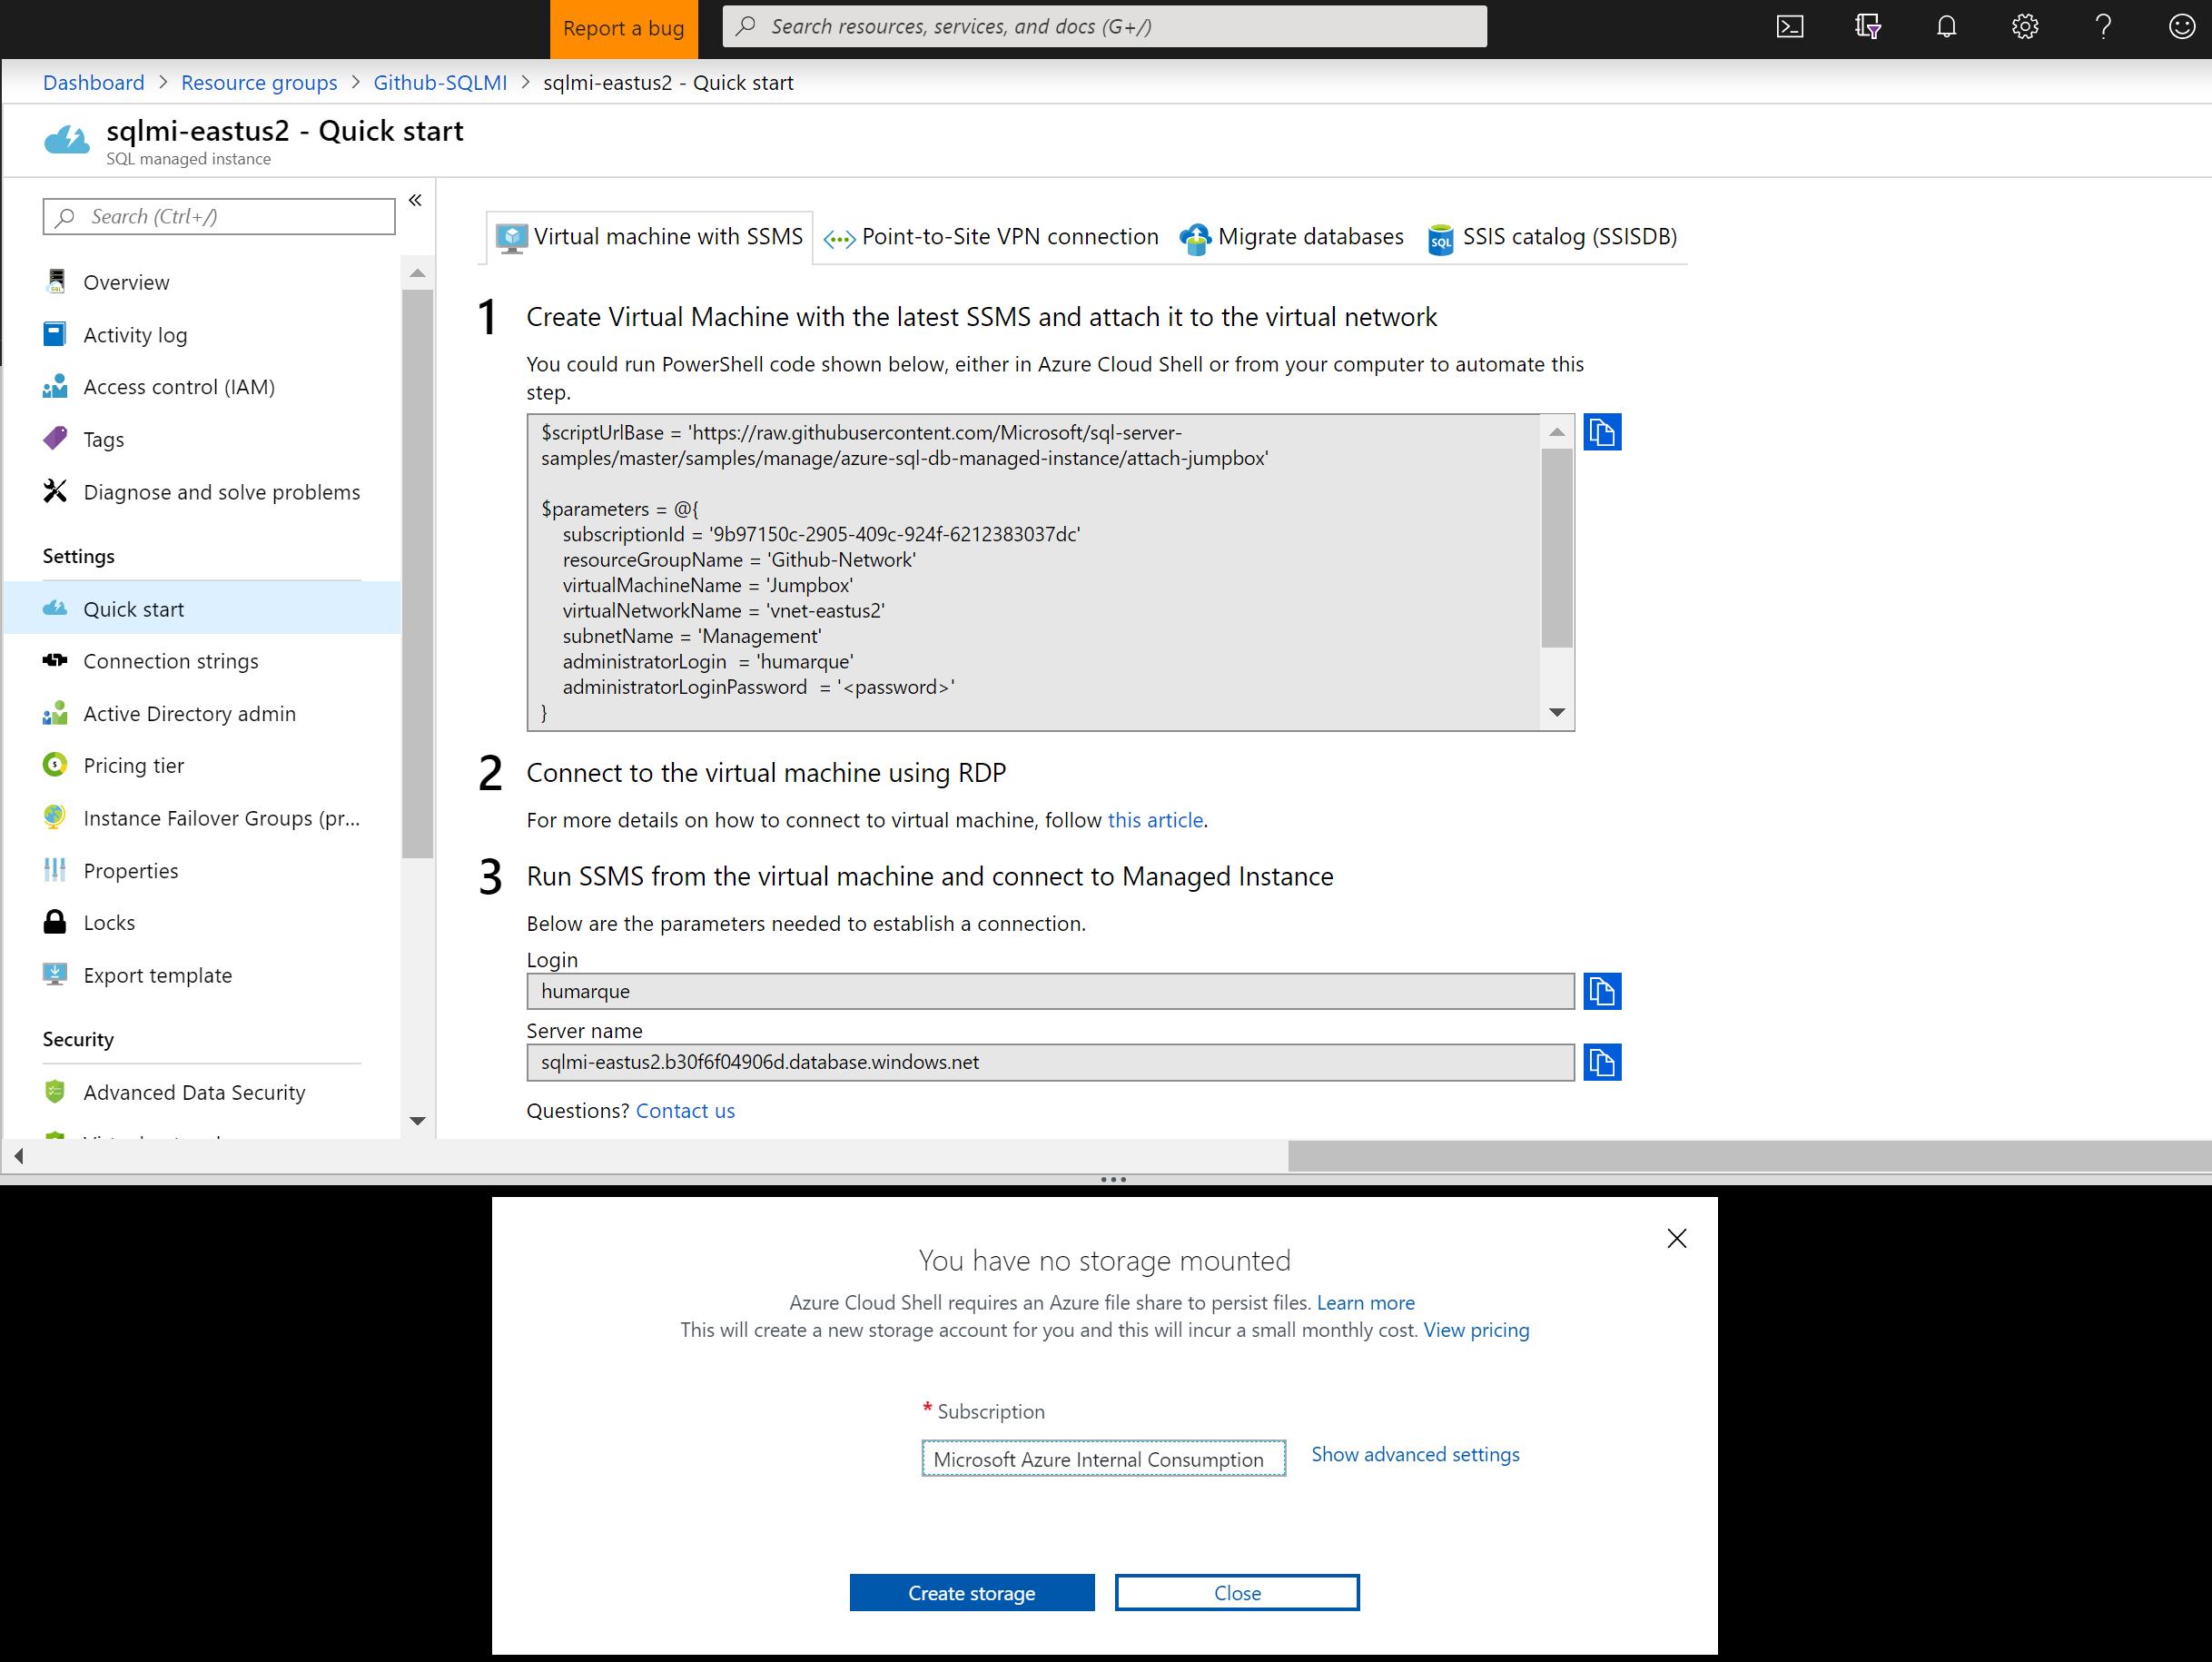 Report a bug
Search resources, services, and docs (G+/)
Dashboard > Resource groups > Github-SQLMI > sqlmi-eastus2 - Quick start
sqlmi-eastus2 - Quick start
SQL managed instance
Search (Ctrl+/)
Overview
Activity log
Access control (IAM)
Tags
Diagnose and solve problems
Settings
Quick start
Connection strings
Active Directory admin
Pricing tier
Instance Failover Groups (pr...
Properties
Locks
Export template
Security
Advanced Data Security
Virtual machine with SSMS
Point-to-Site VPN connection
Migrate databases
SQL
SSIS catalog (SSISDB)
1 Create Virtual Machine with the latest SSMS and attach it to the virtual network
You could run PowerShell code shown below, either in Azure Cloud Shell or from your computer to automate this
step.
$scriptUrlBase = 'https://raw.githubusercontent.com/Microsoft/sql-server-
samples/master/samples/manage/azure-sql-db-managed-instance/attach-jumpbox'
$parameters = @{
subscriptionId = '9b97150c-2905-409c-924f-6212383037dc'
resourceGroupName = 'Github-Network'
virtualMachineName = 'Jumpbox'
virtualNetworkName = 'vnet-eastus2'
subnetName = 'Management'
administratorLogin = 'humarque'
administratorLoginPassword = '<password>'
}
2 Connect to the virtual machine using RDP
For more details on how to connect to virtual machine, follow this article.
3 Run SSMS from the virtual machine and connect to Managed Instance
Below are the parameters needed to establish a connection.
Login
humarque
Server name
sqlmi-eastus2.b30f6f04906d.database.windows.net
Questions? Contact us
You have no storage mounted
Azure Cloud Shell requires an Azure file share to persist files. Learn more
This will create a new storage account for you and this will incur a small monthly cost. View pricing
* Subscription
Microsoft Azure Internal Consumption
Show advanced settings
Create storage
Close